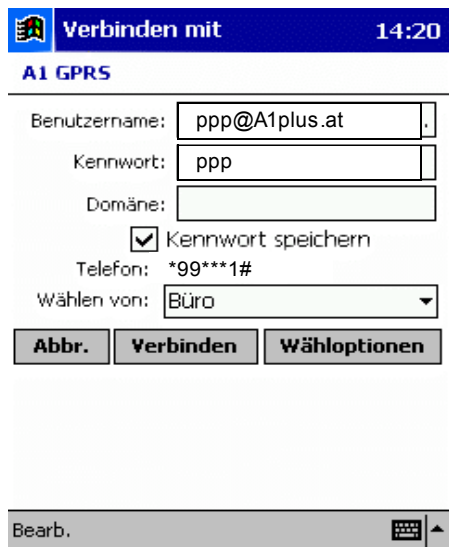 Verbinden mit 14:20
A1 GPRS
Benutzername: ppp@A1plus.at .
Kennwort: ppp
Domäne:
Kennwort speichern
Telefon: *99***1#
Wählen von: Büro
Abbr. Verbinden Wähloptionen
Bearb.